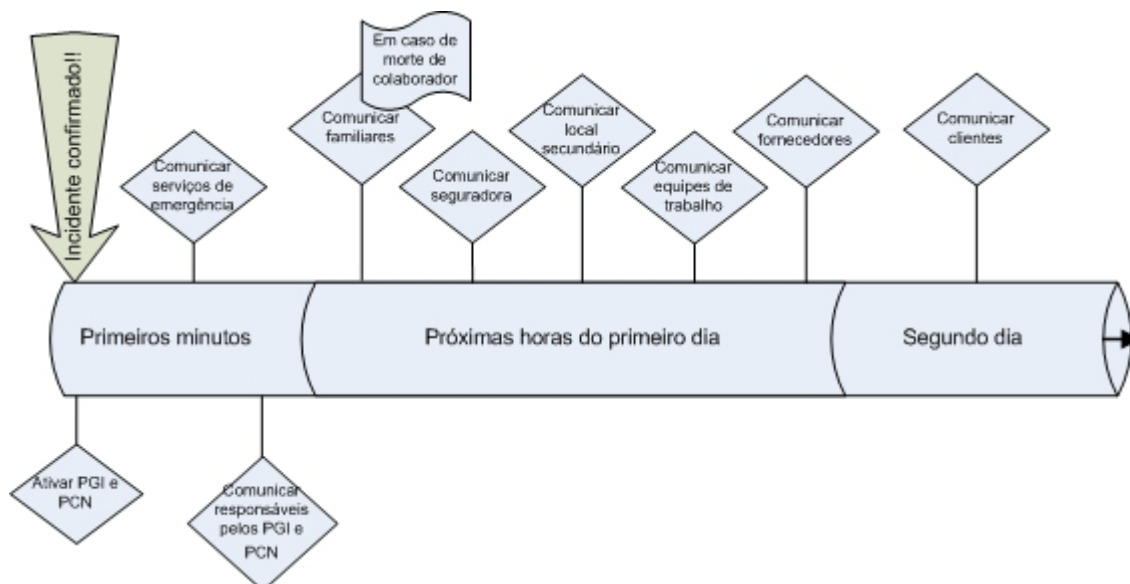 Incidente confirmado!!
Em caso de
morte de
colaborador
Comunicar
familiares
Comunicar
local
secundário
Comunicar
fornecedores
Comunicar
clientes
Comunicar
serviços de
emergência
Comunicar
seguradora
Comunicar
equipes de
trabalho
Primeiros minutos
Próximas horas do primeiro dia
Segundo dia
Ativar PGI e
PCN
Comunicar
responsáveis
pelos PGI e
PCN